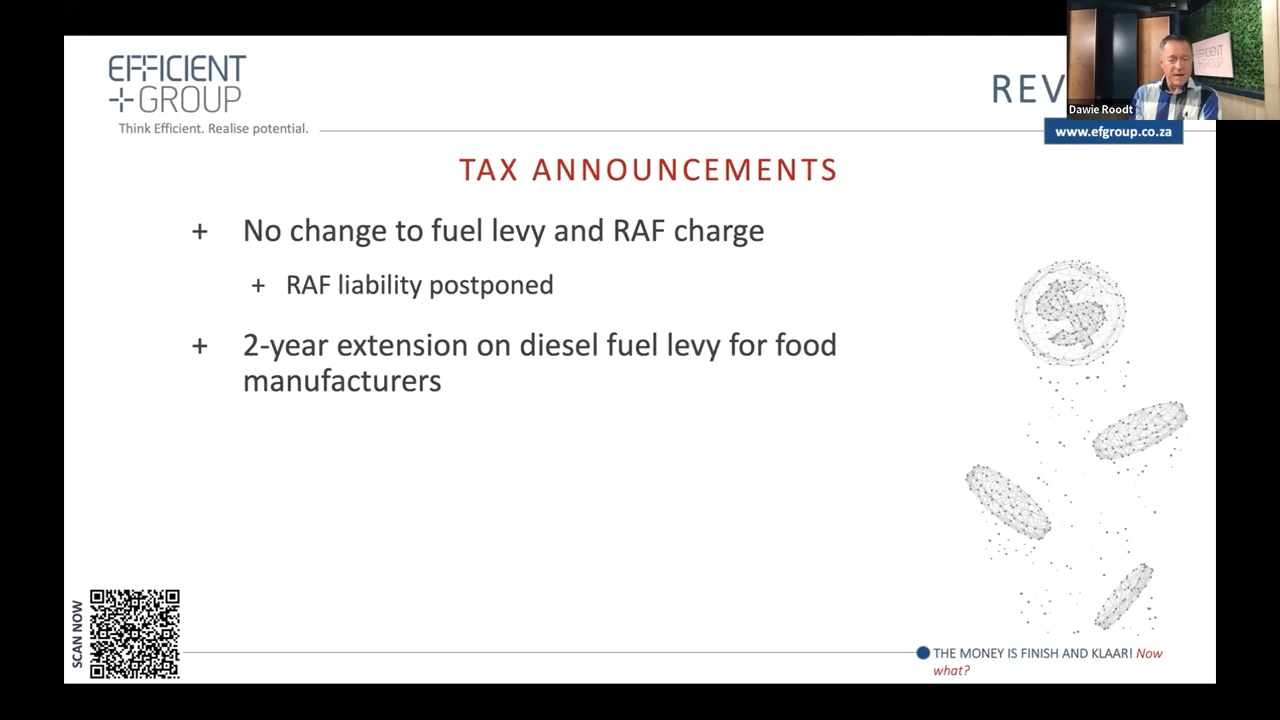 EFFICIENT
GROUP
Think Efficient. Realise potential.
REV
Dawie Roodt
EFFICIENT
GROUP
www.efgroup.co.za
TAX ANNOUNCEMENTS
+ No change to fuel levy and RAF charge
+ RAF liability postponed
+ 2-year extension on diesel fuel levy for food
manufacturers
SCAN NOW
THE MONEY IS FINISH AND KLAAR! Now
what?